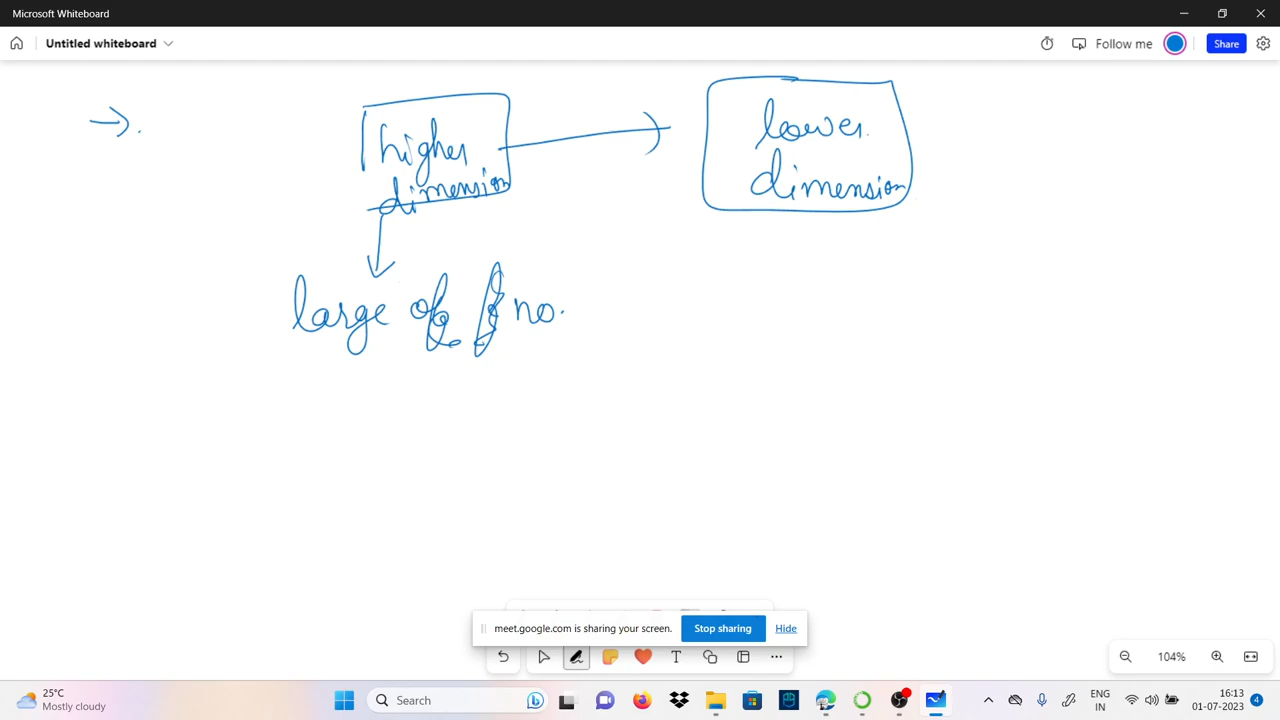 Microsoft Whiteboard
Untitled whiteboard
Follow me
Share
higher
dimension
lower
dimension
large of no.
meet.google.com is sharing your screen.
Stop sharing
Hide
T
104%
25°C
Mostly cloudy
Search
ENG
IN
16:13
01-07-2023
4